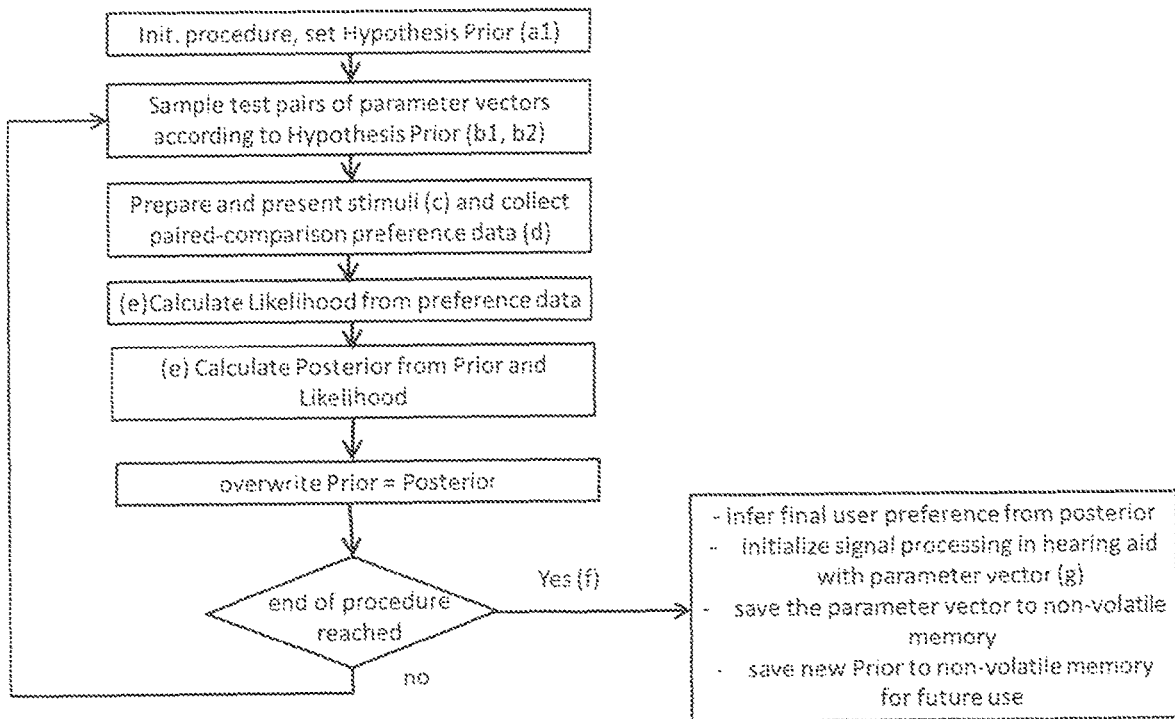 Init. procedure, set Hypothesis Prior (a1)
Sample test pairs of parameter vectors
according to Hypothesis Prior (b1, b2)
Prepare and present stimuli (c) and collect
paired-comparison preference data (d)
(e)Calculate Likelihood from preference data
(e) Calculate Posterior from Prior and
Likelihood
overwrite Prior = Posterior
end of procedure
reached
Yes (f)
no
- infer final user preference from posterior
- initialize signal processing in hearing aid
with parameter vector (g)
- save the parameter vector to non-volatile
memory
- save new Prior to non-volatile memory
for future use